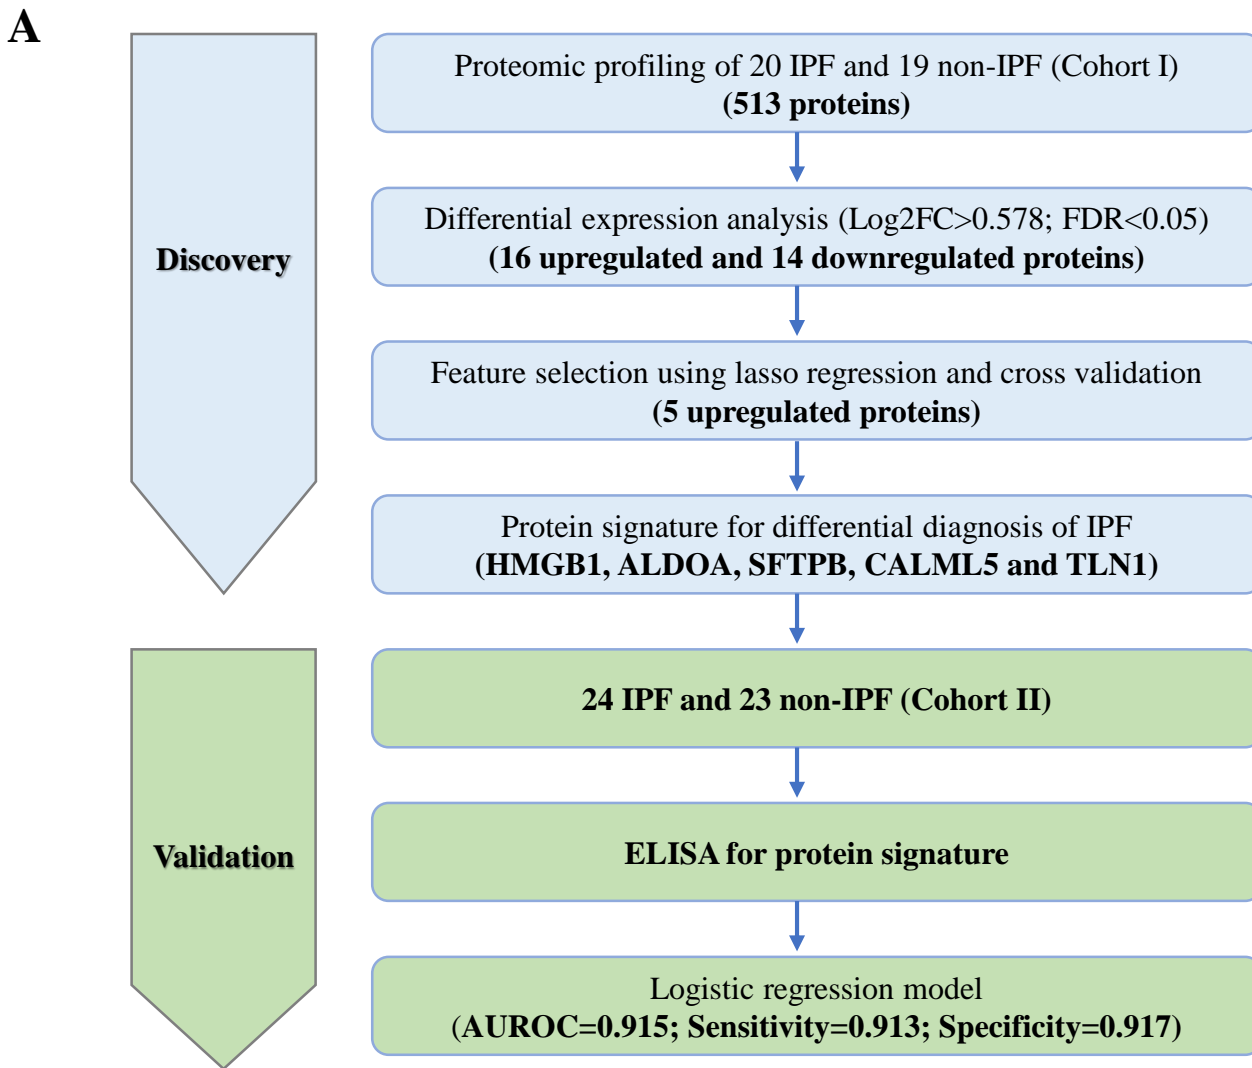 A
Proteomic profiling of 20 IPF and 19 non-IPF (Cohort I)
(513 proteins)
Differential expression analysis (Log2FC>0.578; FDR<0.05)
(16 upregulated and 14 downregulated proteins)
Discovery
Feature selection using lasso regression and cross validation
(5 upregulated proteins)
Protein signature for differential diagnosis of IPF
(HMGB1, ALDOA, SFTPB, CALML5 and TLN1)
24 IPF and 23 non-IPF (Cohort II)
Validation
ELISA for protein signature
Logistic regression model
(AUROC=0.915; Sensitivity=0.913; Specificity=0.917)